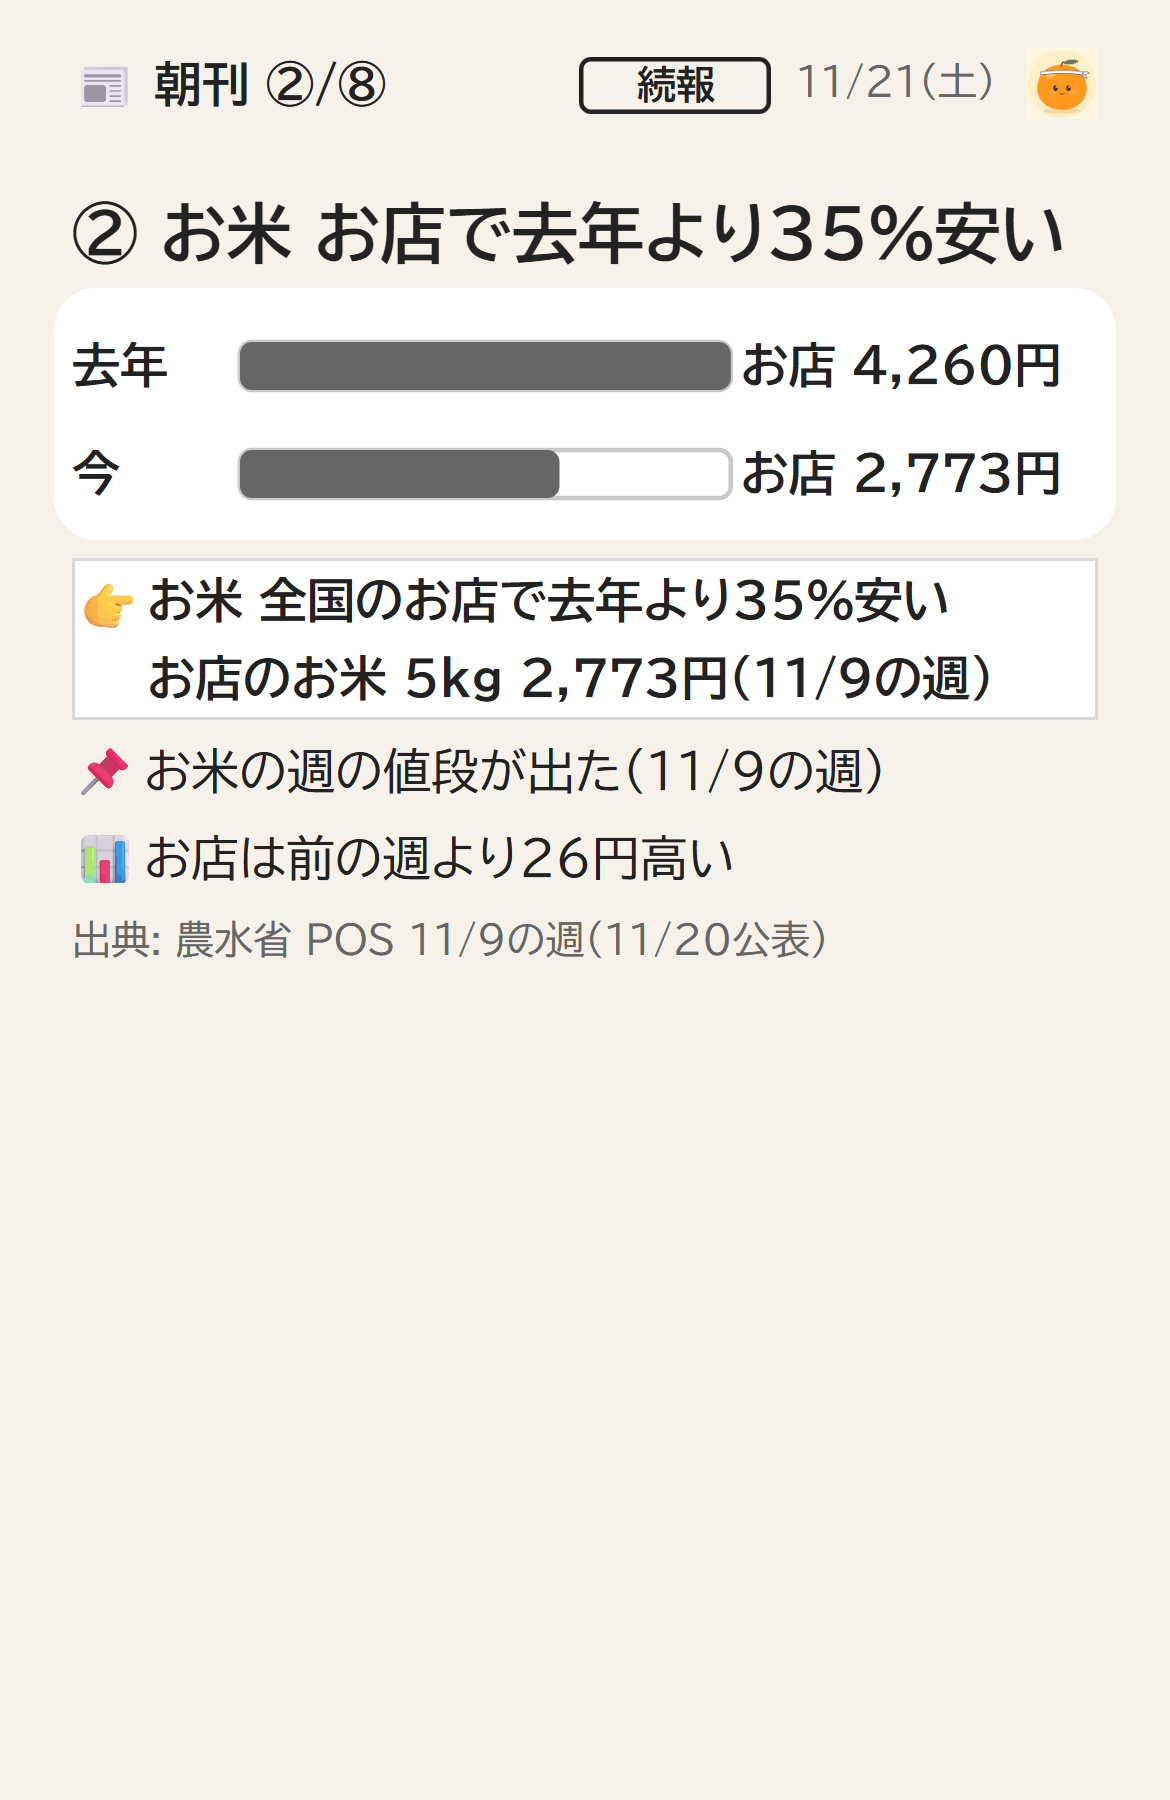 朝刊 ②/⑧
続報
11/21(土)
② お米 お店で去年より35%安い
去年 お店 4,260円
今 お店 2,773円
お米 全国のお店で去年より35%安い
お店のお米 5kg 2,773円(11/9の週)
お米の週の値段が出た(11/9の週)
お店は前の週より26円高い
出典: 農水省 POS 11/9の週(11/20公表)